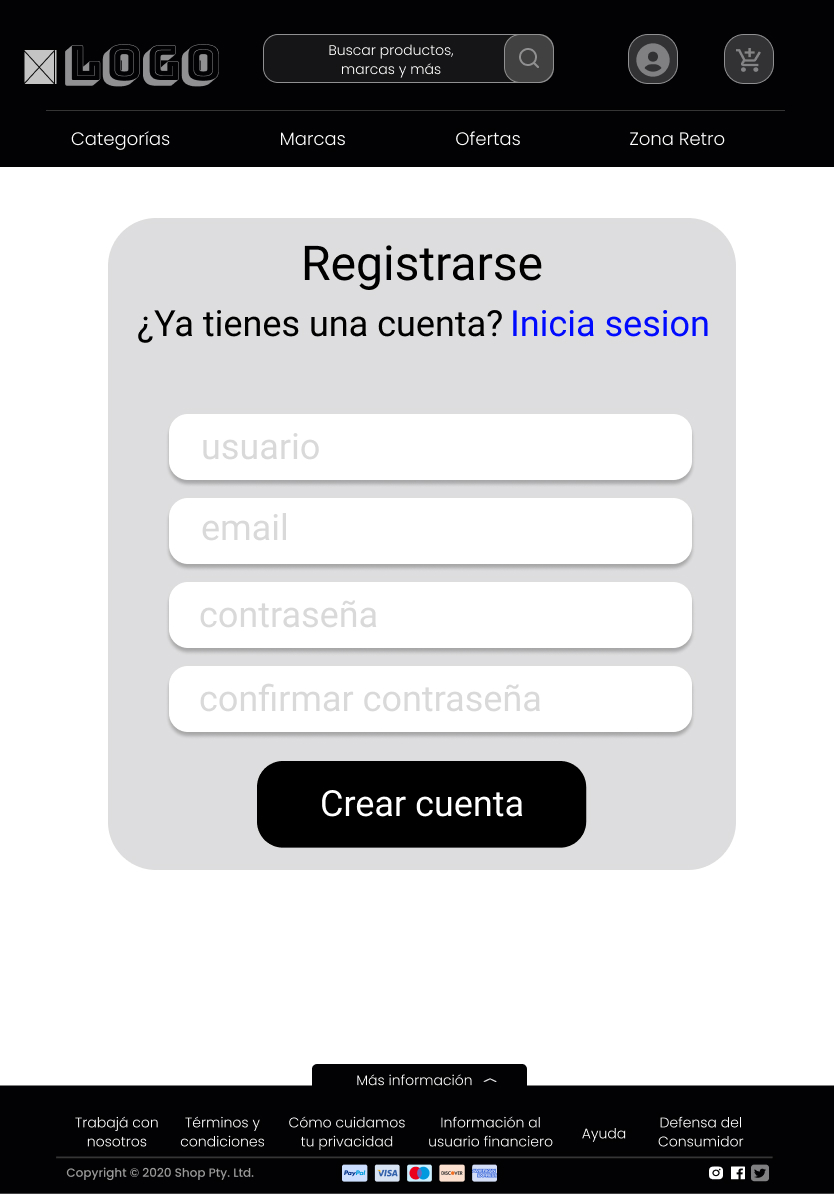 LOGO
Buscar productos,
marcas y más
Categorías
Marcas
Ofertas
Zona Retro
Registrarse
¿Ya tienes una cuenta? Inicia sesion
usuario
email
contraseña
confirmar contraseña
Crear cuenta
Más información
Trabajá con
nosotros
Términos y
condiciones
Cómo cuidamos
tu privacidad
Información al
usuario financiero
Ayuda
Defensa del
Consumidor
Copyright © 2020 Shop Pty. Ltd.
PayPal
VISA
DISCOVER